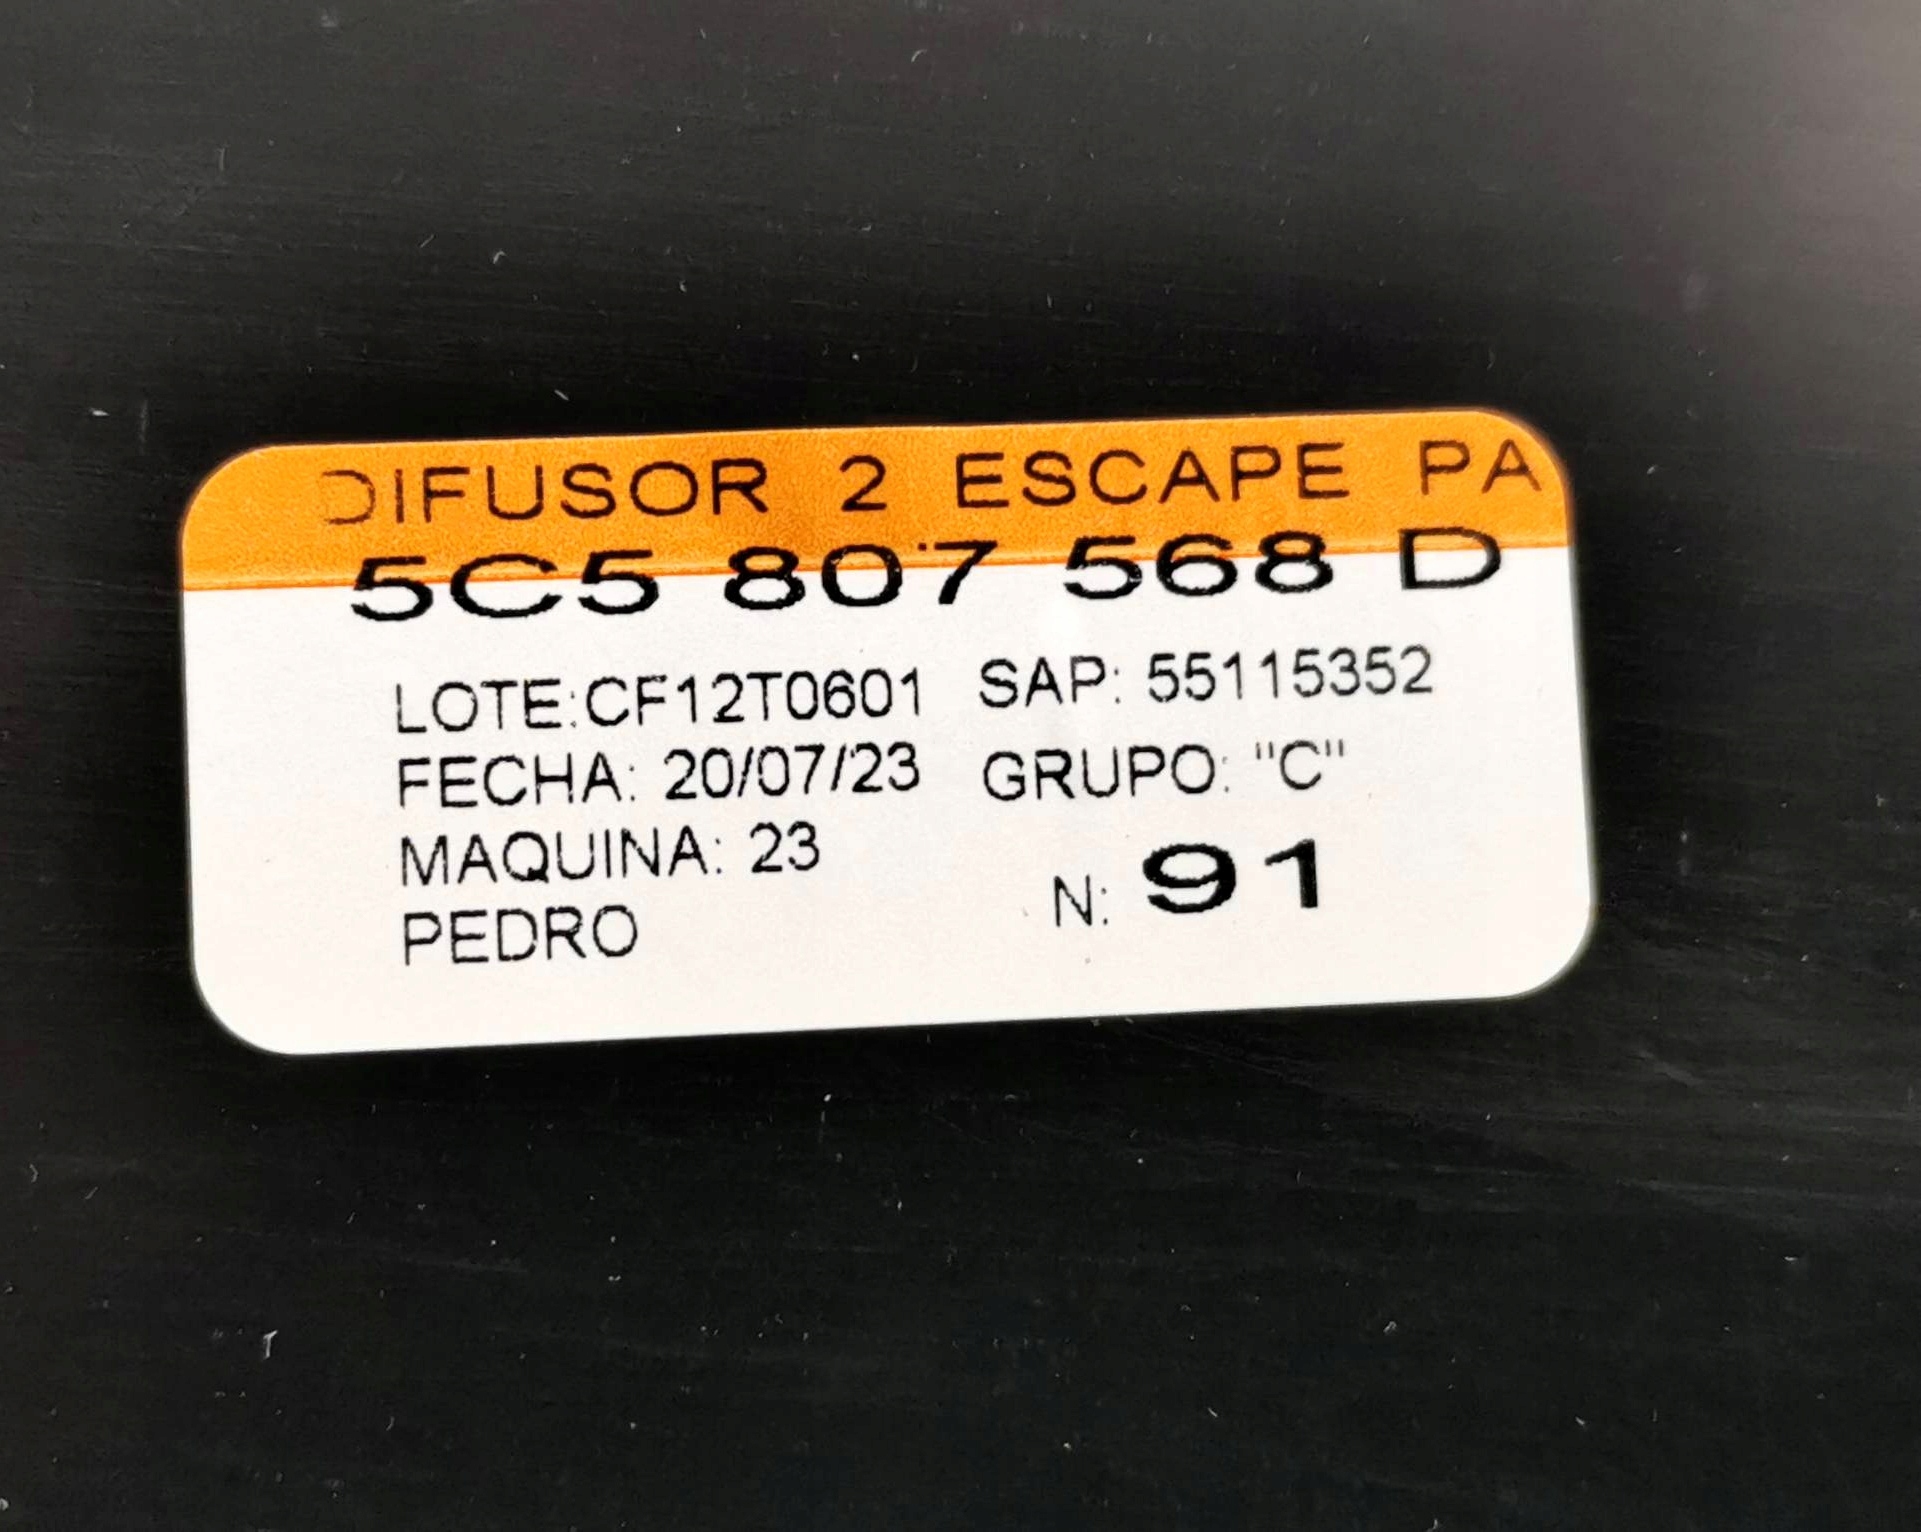 DIFUSOR 2 ESCAPE PA
5C5 807 568 D
LOTE:CF12T0601 SAP: 55115352
FECHA: 20/07/23 GRUPO: "C"
MAQUINA: 23
N: 91
PEDRO